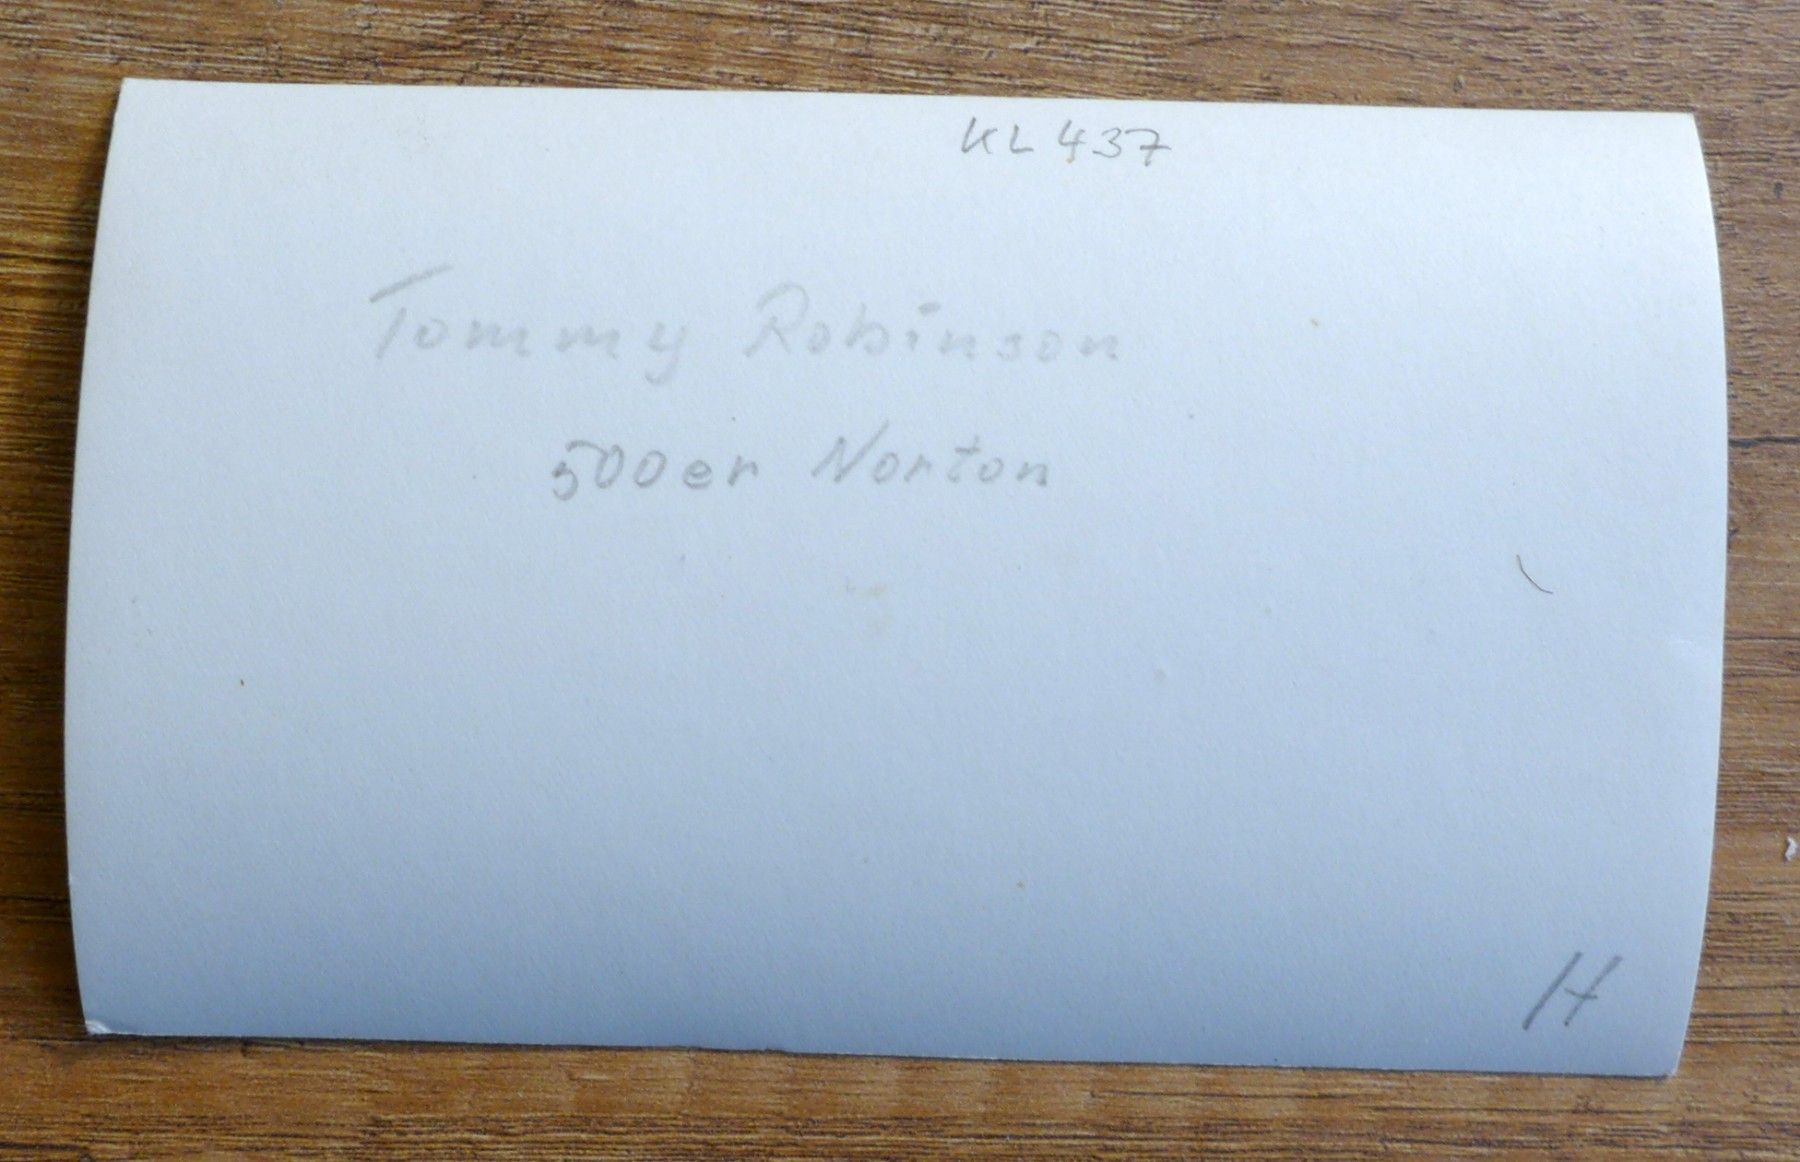 KL 437
Tommy Robinson
500er Norton
H